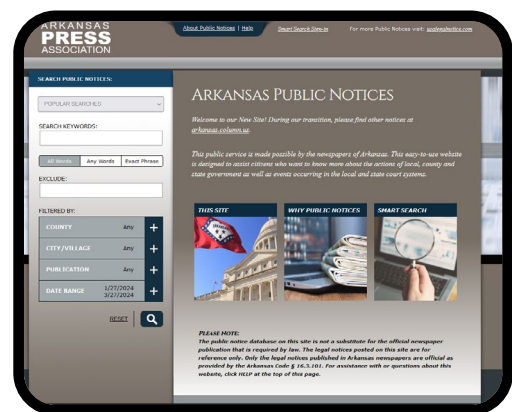 ARKANSAS
PRESS
ASSOCIATION
About Public Notices | Help
Smart Search Sign-in
For more Public Notices visit: usalegalnotice.com
SEARCH PUBLIC NOTICES:
POPULAR SEARCHES
SEARCH KEYWORDS:
All Words Any Words Exact Phrase
EXCLUDE:
FILTERED BY:
COUNTY Any +
CITY/VILLAGE Any +
PUBLICATION Any +
DATE RANGE 1/27/2024 +
3/27/2024
RESET
ARKANSAS PUBLIC NOTICES
Welcome to our New Site! During our transition, please find other notices at
arkansas.column.us.
This public service is made possible by the newspapers of Arkansas. This easy-to-use website
is designed to assist citizens who want to know more about the actions of local, county and
state government as well as events occurring in the local and state court systems.
THIS SITE
WHY PUBLIC NOTICES
SMART SEARCH
PLEASE NOTE:
The public notice database on this site is not a substitute for the official newspaper
publication that is required by law. The legal notices posted on this site are for
reference only. Only the legal notices published in Arkansas newspapers are official as
provided by the Arkansas Code § 16.3.101. For assistance with or questions about this
website, click HELP at the top of this page.